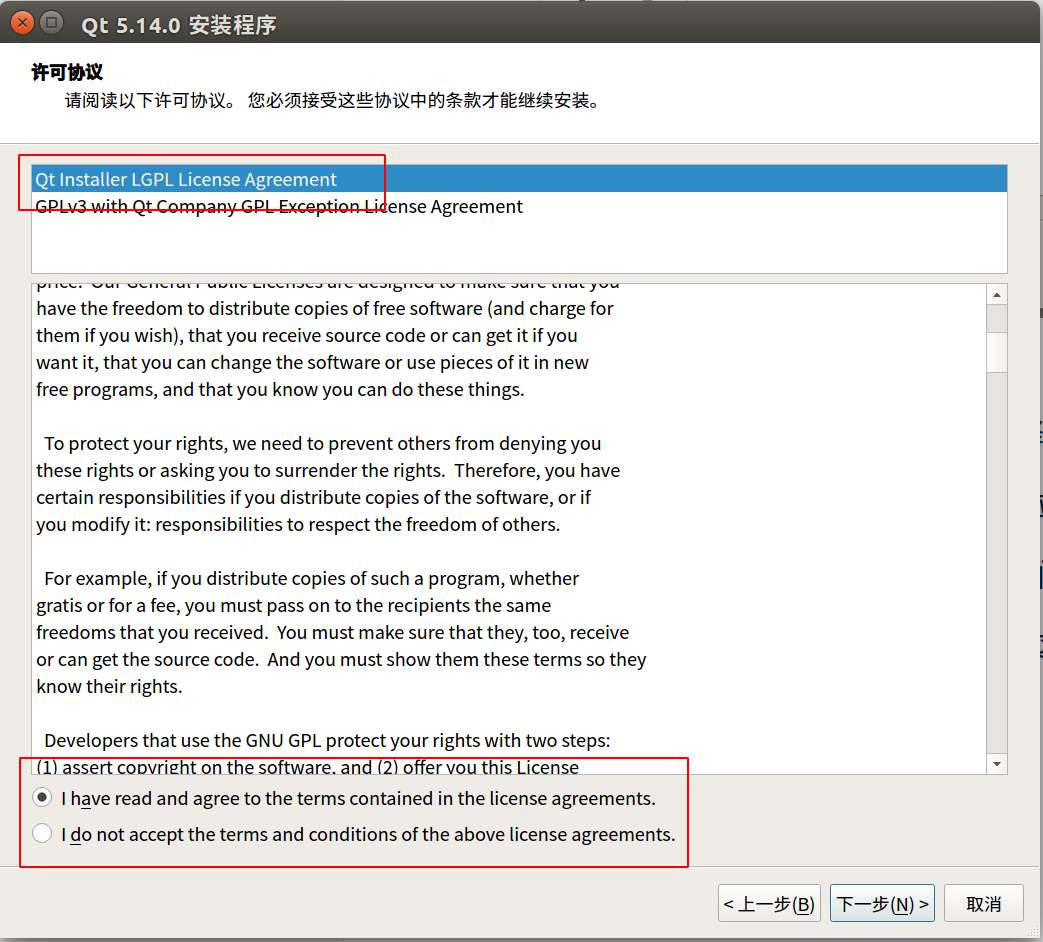 Qt 5.14.0 安装程序
许可协议
请阅读以下许可协议。 您必须接受这些协议中的条款才能继续安装。
Qt Installer LGPL License Agreement
GPLv3 with Qt Company GPL Exception License Agreement
price. Our General Public Licenses are designed to make sure that you
have the freedom to distribute copies of free software (and charge for
them if you wish), that you receive source code or can get it if you
want it, that you can change the software or use pieces of it in new
free programs, and that you know you can do these things.
To protect your rights, we need to prevent others from denying you
these rights or asking you to surrender the rights. Therefore, you have
certain responsibilities if you distribute copies of the software, or if
you modify it: responsibilities to respect the freedom of others.
For example, if you distribute copies of such a program, whether
gratis or for a fee, you must pass on to the recipients the same
freedoms that you received. You must make sure that they, too, receive
or can get the source code. And you must show them these terms so they
know their rights.
Developers that use the GNU GPL protect your rights with two steps:
(1) assert copyright on the software, and (2) offer you this License
I have read and agree to the terms contained in the license agreements.
I do not accept the terms and conditions of the above license agreements.
< 上一步(B)
下一步(N) >
取消